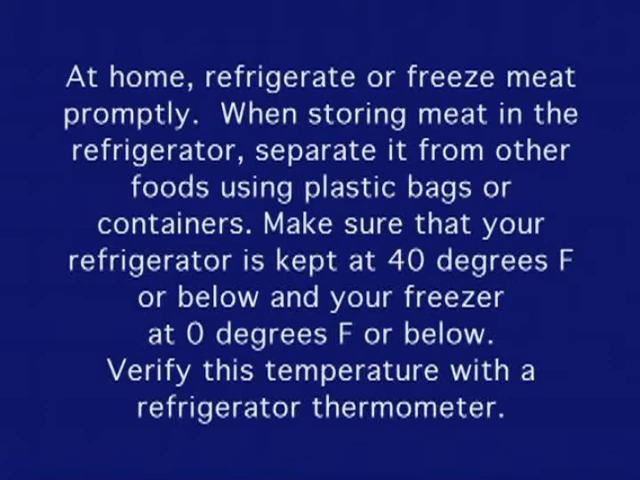 At home, refrigerate or freeze meat
promptly.  When storing meat in the
refrigerator, separate it from other
foods using plastic bags or
containers. Make sure that your
refrigerator is kept at 40 degrees F
or below and your freezer
at 0 degrees F or below.
Verify this temperature with a
refrigerator thermometer.